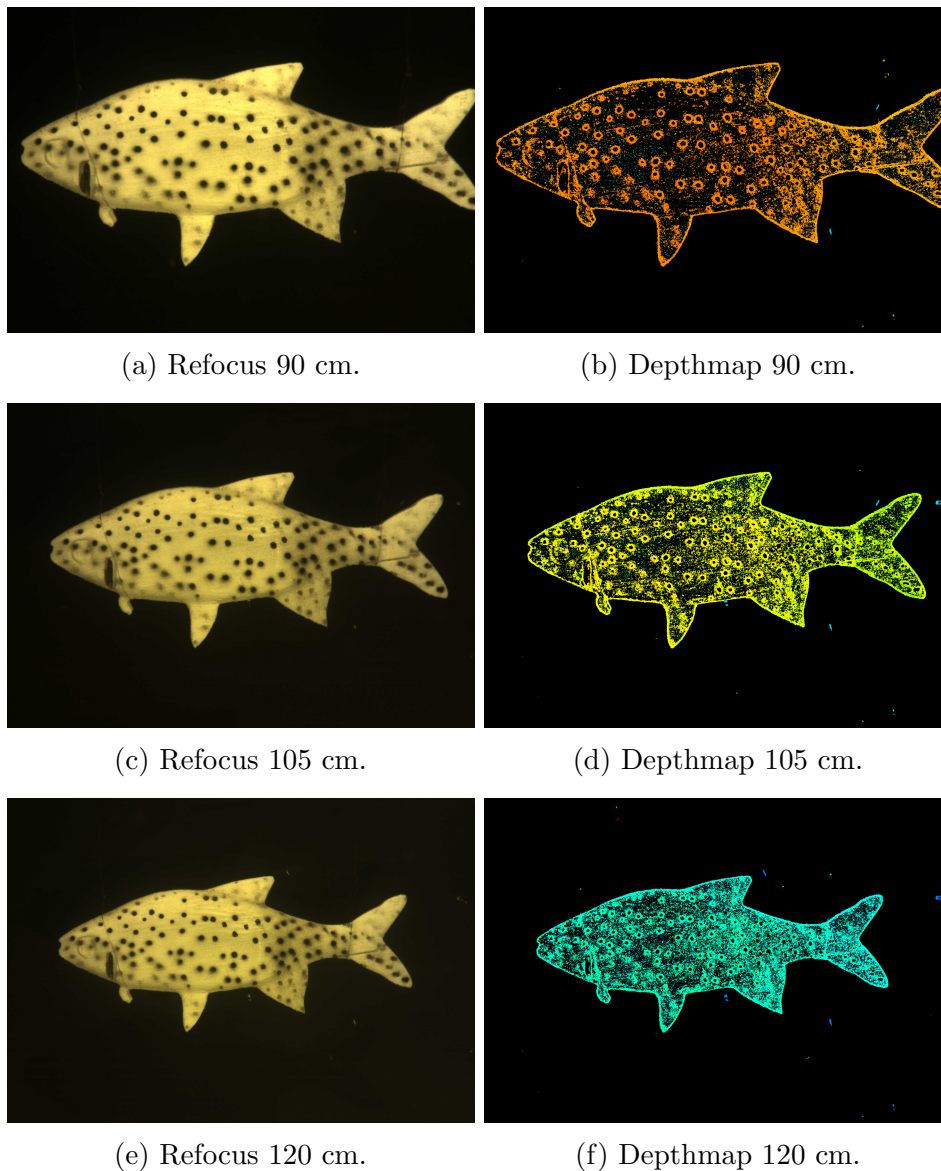 (a) Refocus 90 cm.
(b) Depthmap 90 cm.
(c) Refocus 105 cm.
(d) Depthmap 105 cm.
(e) Refocus 120 cm.
(f) Depthmap 120 cm.